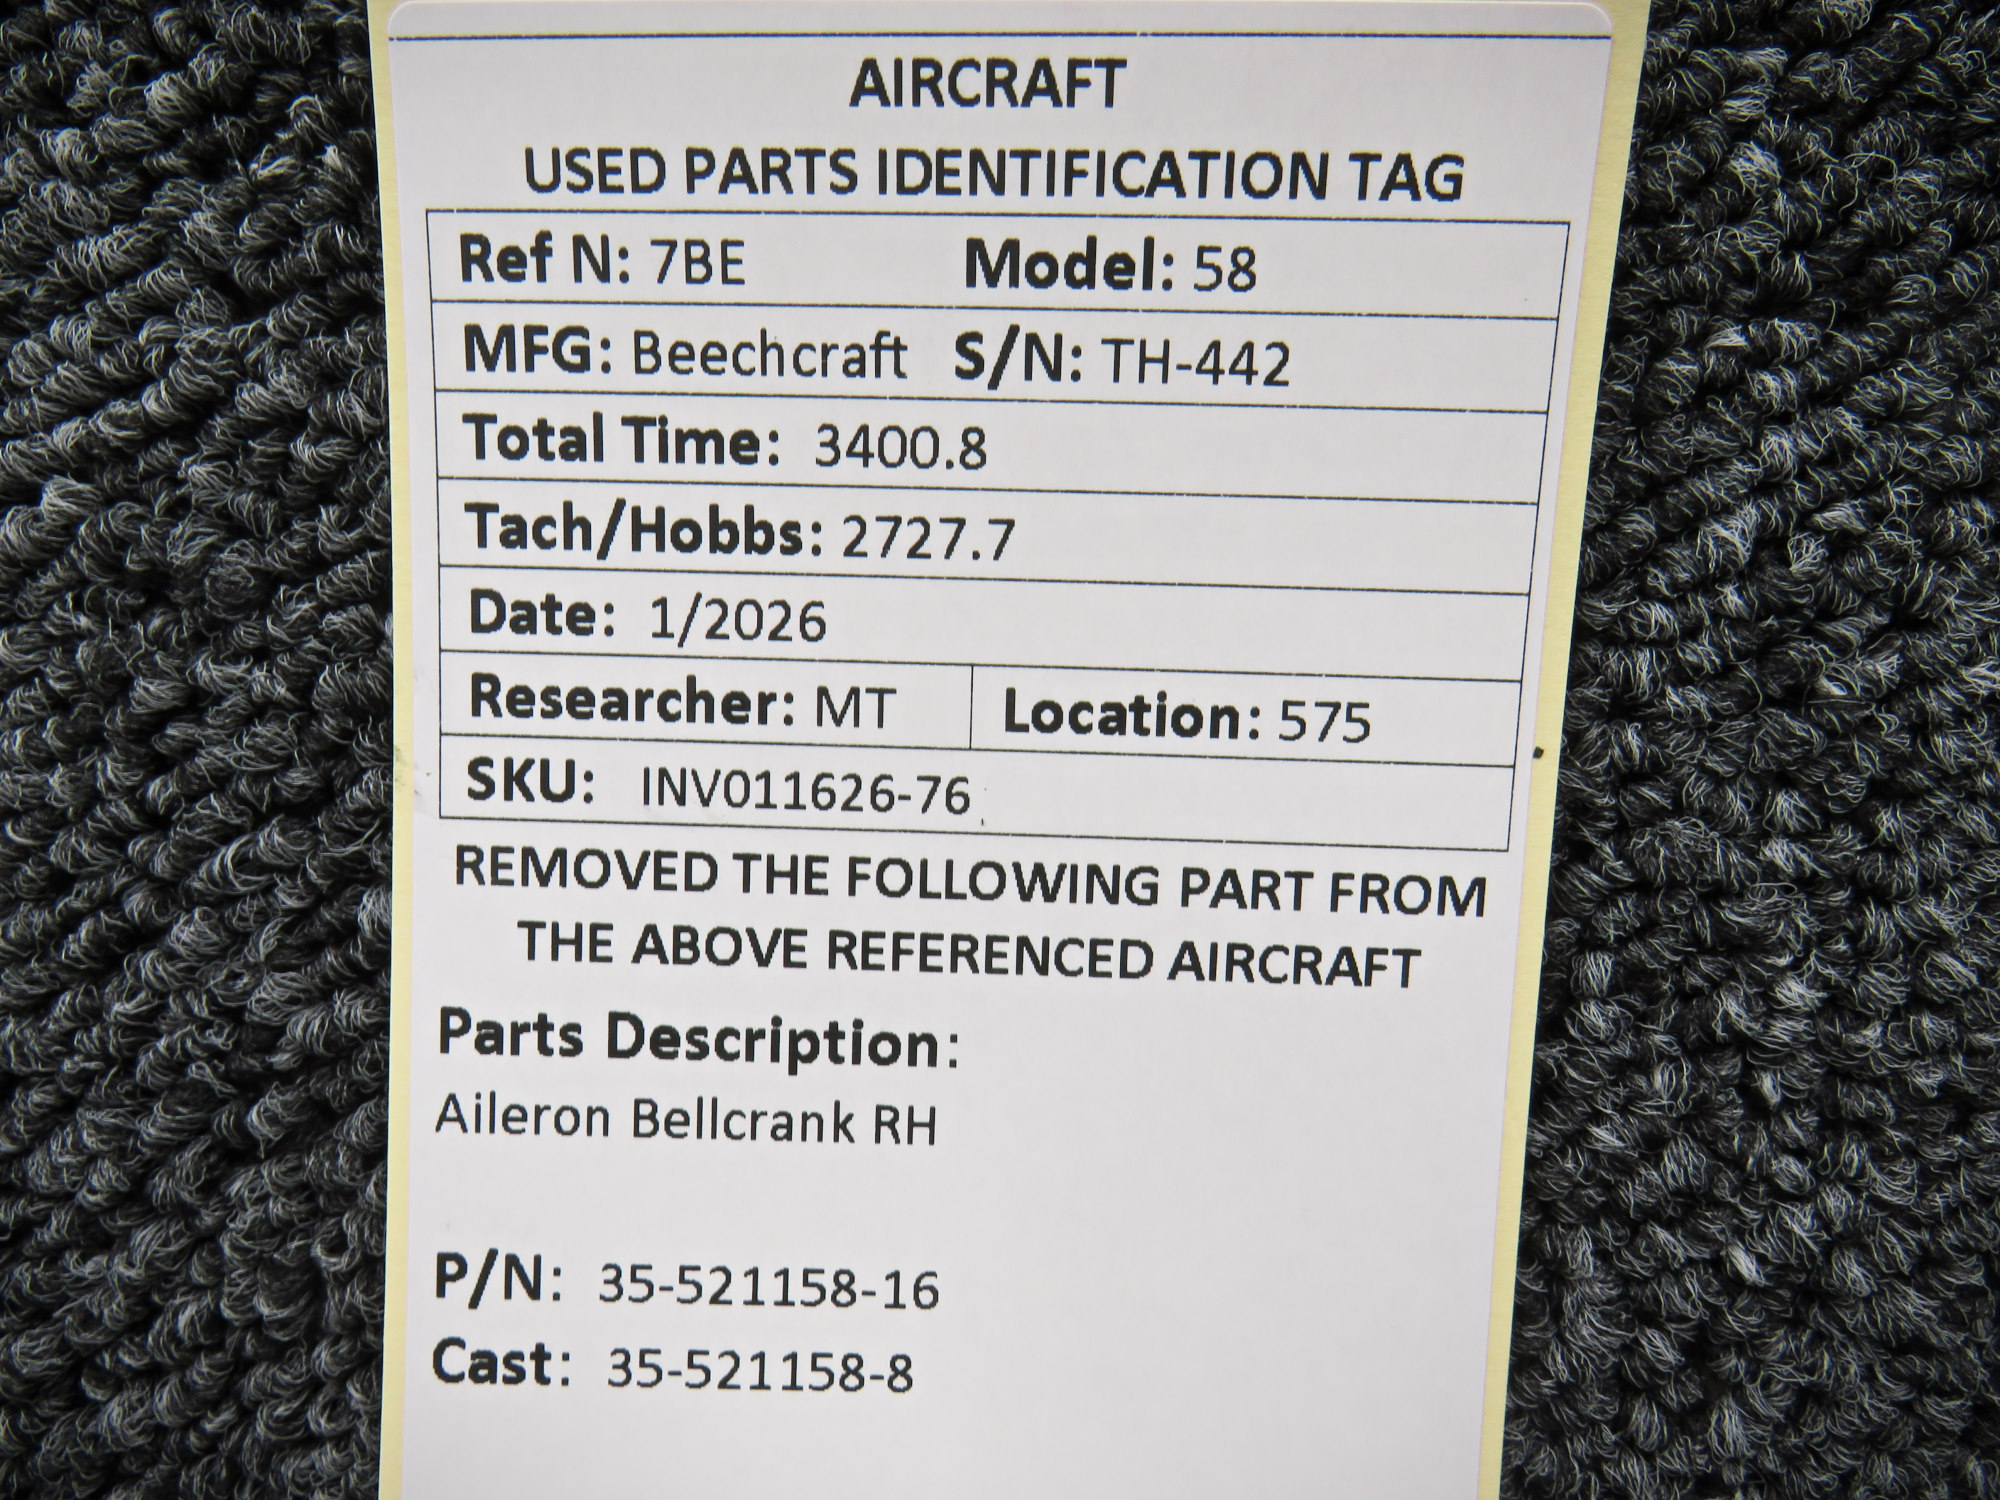 AIRCRAFT
USED PARTS IDENTIFICATION TAG
Ref N: 7BE Model: 58
MFG: Beechcraft S/N: TH-442
Total Time: 3400.8
Tach/Hobbs: 2727.7
Date: 1/2026
Researcher: MT Location: 575
SKU: INV011626-76
REMOVED THE FOLLOWING PART FROM
THE ABOVE REFERENCED AIRCRAFT
Parts Description:
Aileron Bellcrank RH
P/N: 35-521158-16
Cast: 35-521158-8